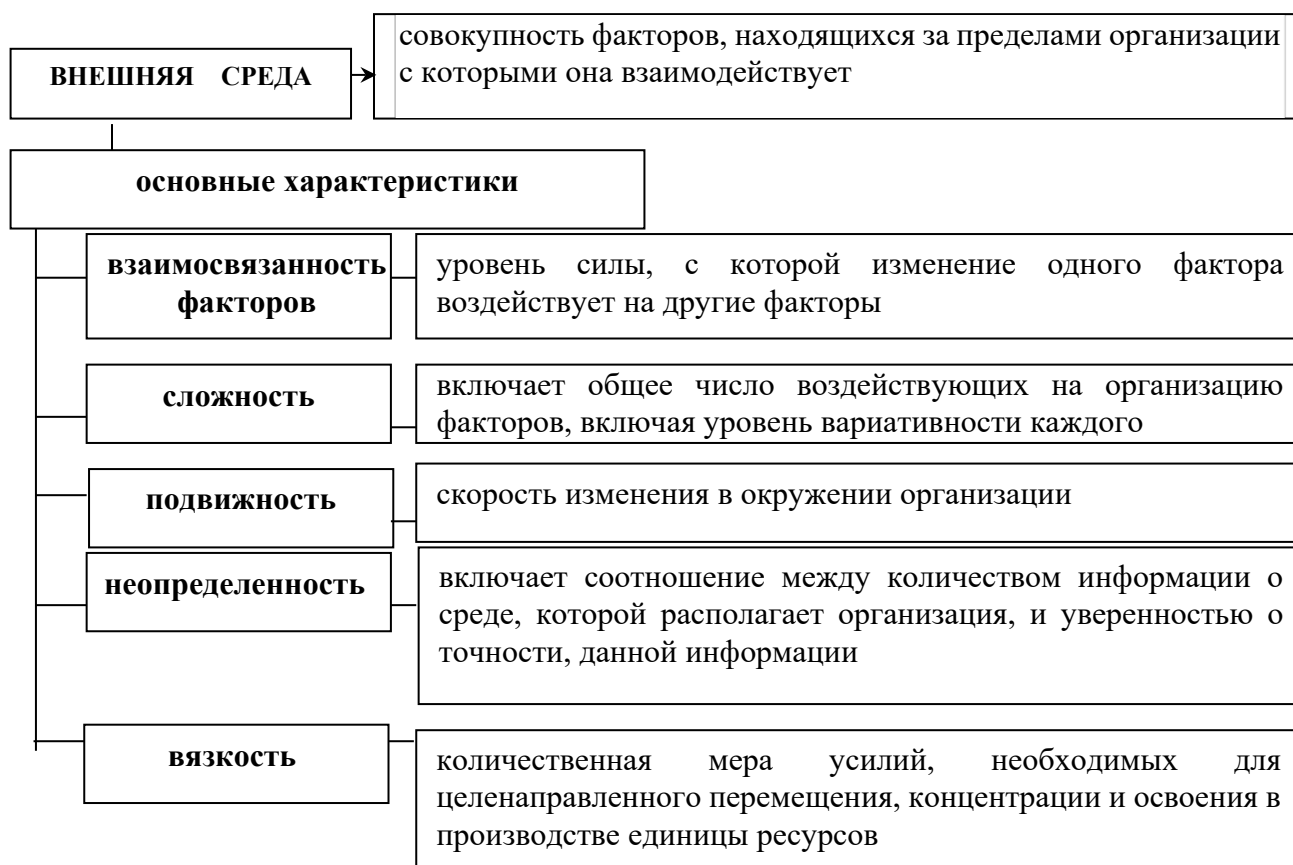 ВНЕШНЯЯ СРЕДА
совокупность факторов, находящихся за пределами организации
с которыми она взаимодействует
основные характеристики
взаимосвязанность
факторов
уровень силы, с которой изменение одного фактора
воздействует на другие факторы
сложность
включает общее число воздействующих на организацию
факторов, включая уровень вариативности каждого
подвижность
скорость изменения в окружении организации
неопределенность
включает соотношение между количеством информации о
среде, которой располагает организация, и уверенностью о
точности, данной информации
вязкость
количественная мера усилий, необходимых для
целенаправленного перемещения, концентрации и освоения в
производстве единицы ресурсов